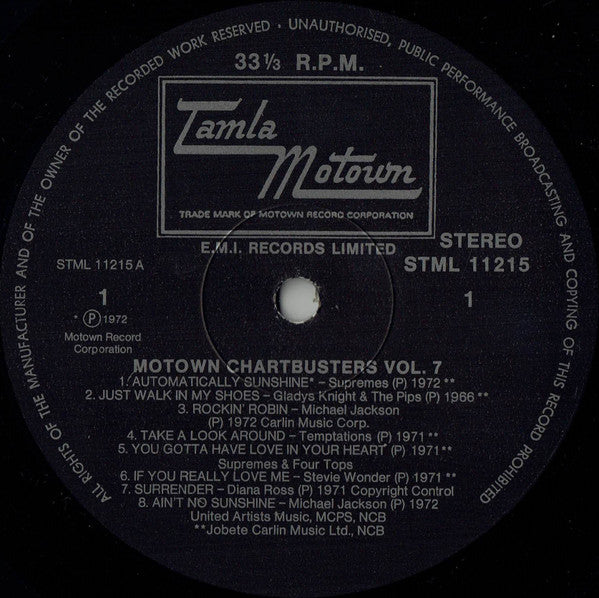 ALL RIGHTS OF THE MANUFACTURER AND OF THE OWNER OF THE RECORDED WORK RESERVED · UNAUTHORISED, PUBLIC PERFORMANCE BROADCASTING AND COPYING OF THIS RECORD PROHIBITED
33⅓ R.P.M.
Tamla
Motown
TRADE MARK OF MOTOWN RECORD CORPORATION
E.M.I. RECORDS LIMITED
STEREO
STML 11215 A
STML 11215
1
1
* Ⓟ 1972
Motown Record
Corporation
MOTOWN CHARTBUSTERS VOL. 7
1. AUTOMATICALLY SUNSHINE* – Supremes (P) 1972 **
2. JUST WALK IN MY SHOES – Gladys Knight & The Pips (P) 1966 **
3. ROCKIN' ROBIN – Michael Jackson
(P) 1972 Carlin Music Corp.
4. TAKE A LOOK AROUND – Temptations (P) 1971 **
5. YOU GOTTA HAVE LOVE IN YOUR HEART (P) 1971 **
Supremes & Four Tops
6. IF YOU REALLY LOVE ME – Stevie Wonder (P) 1971 **
7. SURRENDER – Diana Ross (P) 1971 Copyright Control
8. AIN'T NO SUNSHINE – Michael Jackson (P) 1972
United Artists Music, MCPS, NCB
**Jobete Carlin Music Ltd., NCB